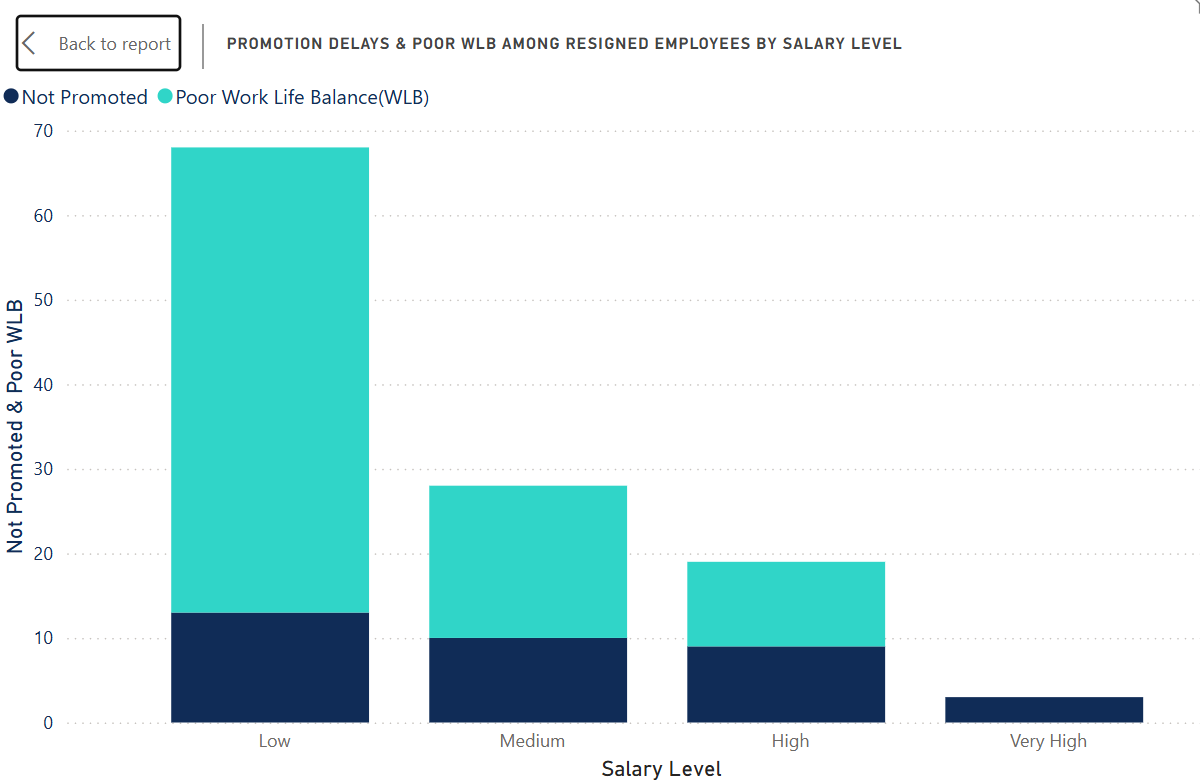 Back to report
PROMOTION DELAYS & POOR WLB AMONG RESIGNED EMPLOYEES BY SALARY LEVEL
Not Promoted Poor Work Life Balance(WLB)
Not Promoted & Poor WLB
70
60
50
40
30
20
10
0
Low Medium High Very High
Salary Level